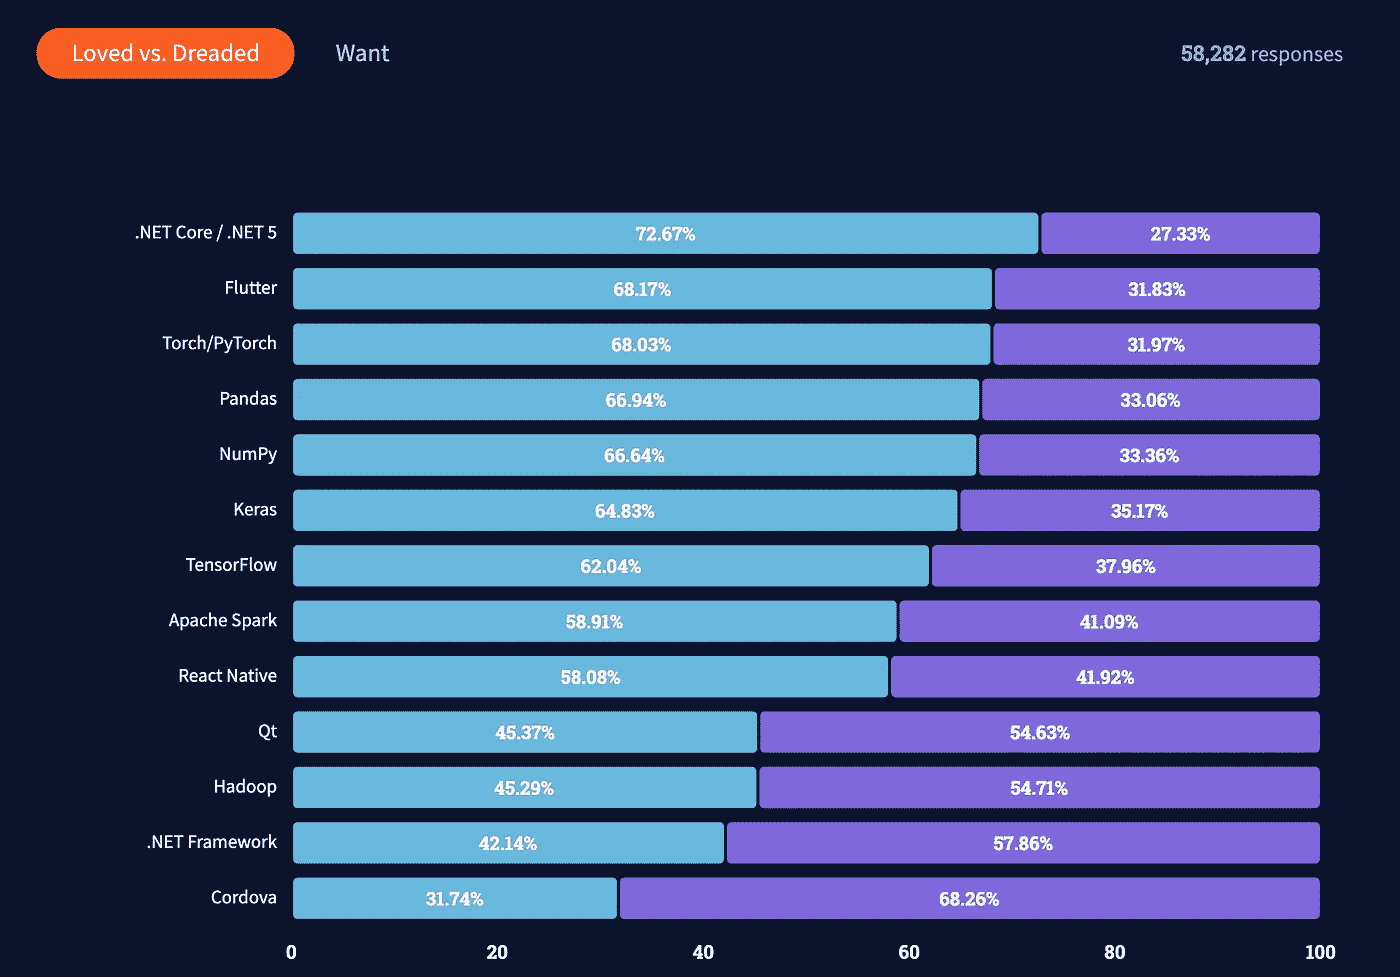 Loved vs. Dreaded Want 58,282 responses
.NET Core / .NET 5 72.67% 27.33%
Flutter 68.17% 31.83%
Torch/PyTorch 68.03% 31.97%
Pandas 66.94% 33.06%
NumPy 66.64% 33.36%
Keras 64.83% 35.17%
TensorFlow 62.04% 37.96%
Apache Spark 58.91% 41.09%
React Native 58.08% 41.92%
Qt 45.37% 54.63%
Hadoop 45.29% 54.71%
.NET Framework 42.14% 57.86%
Cordova 31.74% 68.26%
0 20 40 60 80 100